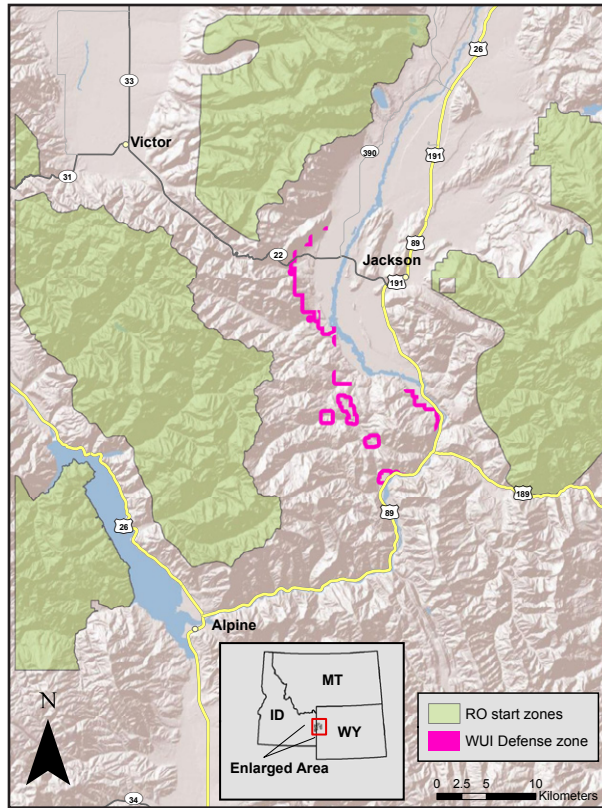 26
33
Victor
390
31
191
89
22
Jackson
191
189
26
89
Alpine
N
MT
ID
WY
Enlarged Area
RO start zones
WUI Defense zone
0 2.5 5 10
Kilometers
34